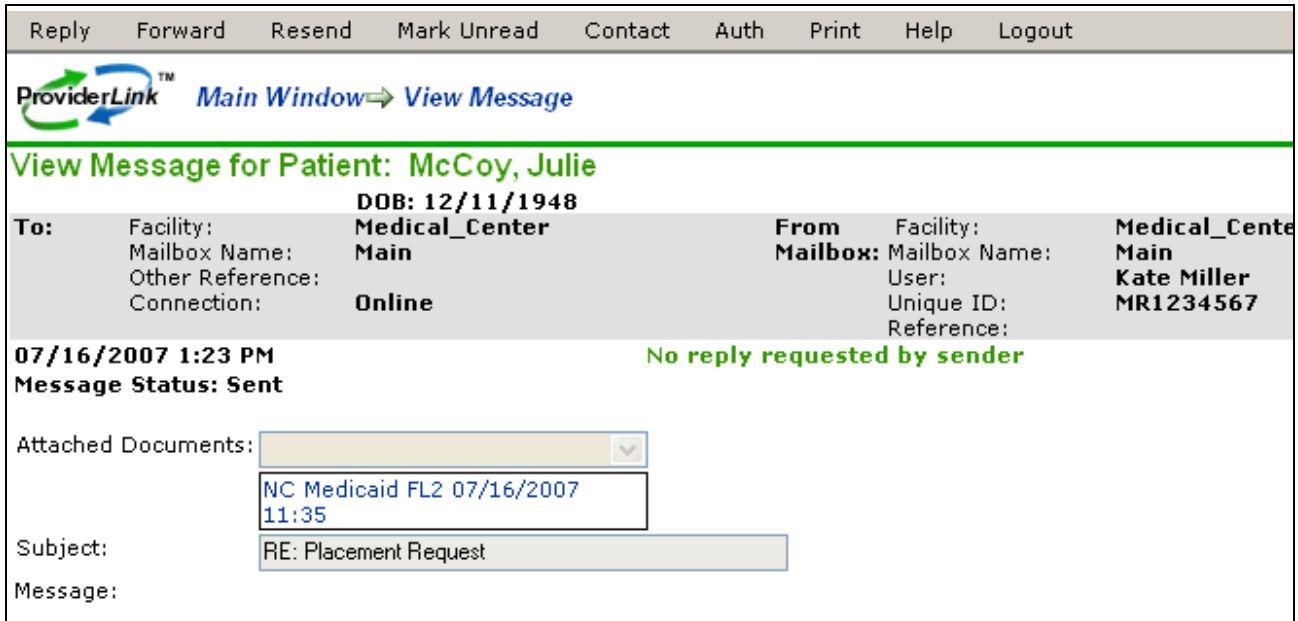 Reply Forward Resend Mark Unread Contact Auth Print Help Logout
ProviderLink™ Main Window View Message
View Message for Patient: McCoy, Julie
DOB: 12/11/1948
To: Facility: Medical_Center From Facility: Medical_Cente
Mailbox Name: Main Mailbox: Mailbox Name: Main
Other Reference: User: Kate Miller
Connection: Online Unique ID: MR1234567
Reference:
07/16/2007 1:23 PM No reply requested by sender
Message Status: Sent
Attached Documents:
NC Medicaid FL2 07/16/2007
11:35
Subject: RE: Placement Request
Message: